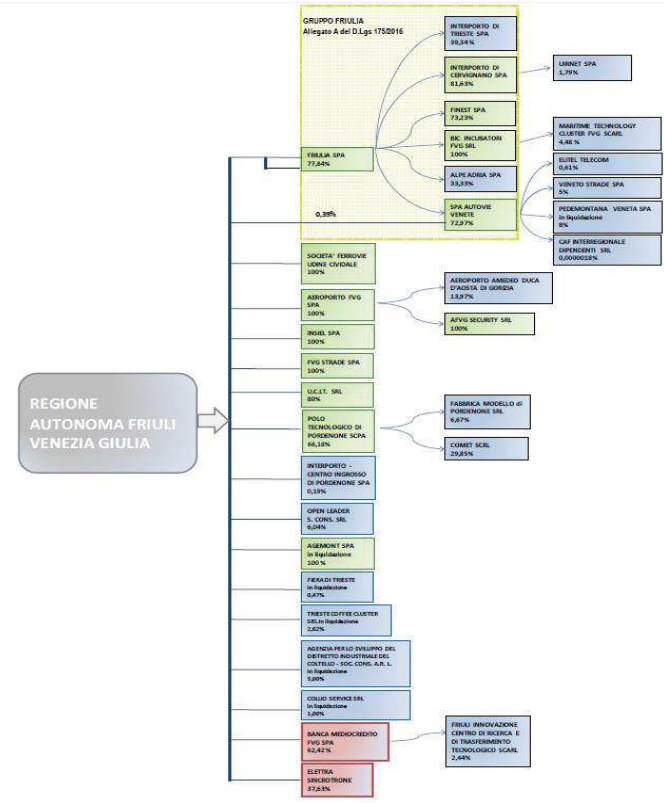 GRUPPO FRIULIA
Allegato A del D.Lgs 175/2016
INTERPORTO DI
TRIESTE SPA
39,34%
INTERPORTO DI
CERVIGNANO SPA
81,63%
UIRNET SPA
1,79%
FINEST SPA
73,23%
BIC INCUBATORI
FVG SRL
100%
MARITIME TECHNOLOGY
CLUSTER FVG SCARL
4,48 %
FRIULIA SPA
77,84%
ALPE ADRIA SPA
33,33%
ELITEL TELECOM
0,61%
VENETO STRADE SPA
5%
0,39%
SPA AUTOVIE
VENETE
72,97%
PEDEMONTANA VENETA SPA
in liquidazione
8%
CAF INTERREGIONALE
DIPENDENTI SRL
0,0000018%
SOCIETA' FERROVIE
UDINE CIVIDALE
100%
AEROPORTO FVG
SPA
100%
AEROPORTO AMEDEO DUCA
D'AOSTA DI GORIZIA
13,97%
AFVG SECURITY SRL
100%
INSIEL SPA
100%
FVG STRADE SPA
100%
U.C.I.T. SRL
80%
REGIONE
AUTONOMA FRIULI
VENEZIA GIULIA
POLO
TECNOLOGICO DI
PORDENONE SCPA
66,18%
FABBRICA MODELLO di
PORDENONE SRL
6,67%
COMET SCRL
29,85%
INTERPORTO -
CENTRO INGROSSO
DI PORDENONE SPA
0,19%
OPEN LEADER
S. CONS. SRL
6,04%
AGEMONT SPA
in liquidazione
100 %
FIERA DI TRIESTE
in liquidazione
0,47%
TRIESTE COFFEE CLUSTER
SRL in liquidazione
2,62%
AGENZIA PER LO SVILUPPO DEL
DISTRETTO INDUSTRIALE DEL
COLTELLO - SOC. CONS. A R. L.
in liquidazione
5,00%
COLLIO SERVICE SRL
in liquidazione
1,00%
BANCA MEDIOCREDITO
FVG SPA
62,42 %
FRIULI INNOVAZIONE
CENTRO DI RICERCA E
DI TRASFERIMENTO
TECNOLOGICO SCARL
2,44%
ELETTRA
SINCROTRONE
37,63%